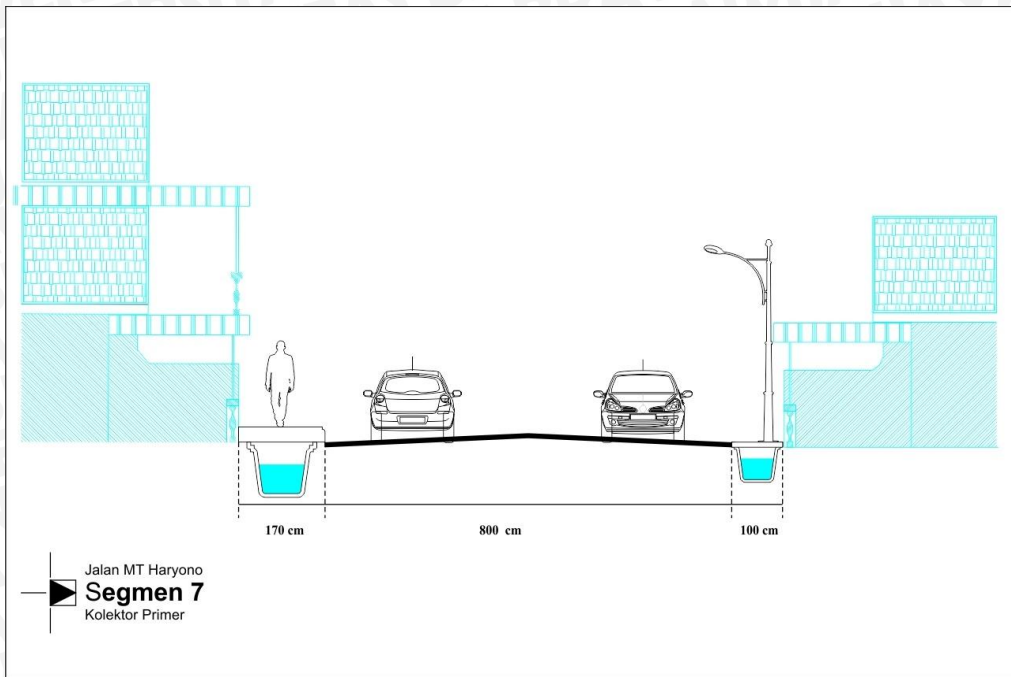 170 cm
800 cm
100 cm
Jalan MT Haryono
Segmen 7
Kolektor Primer